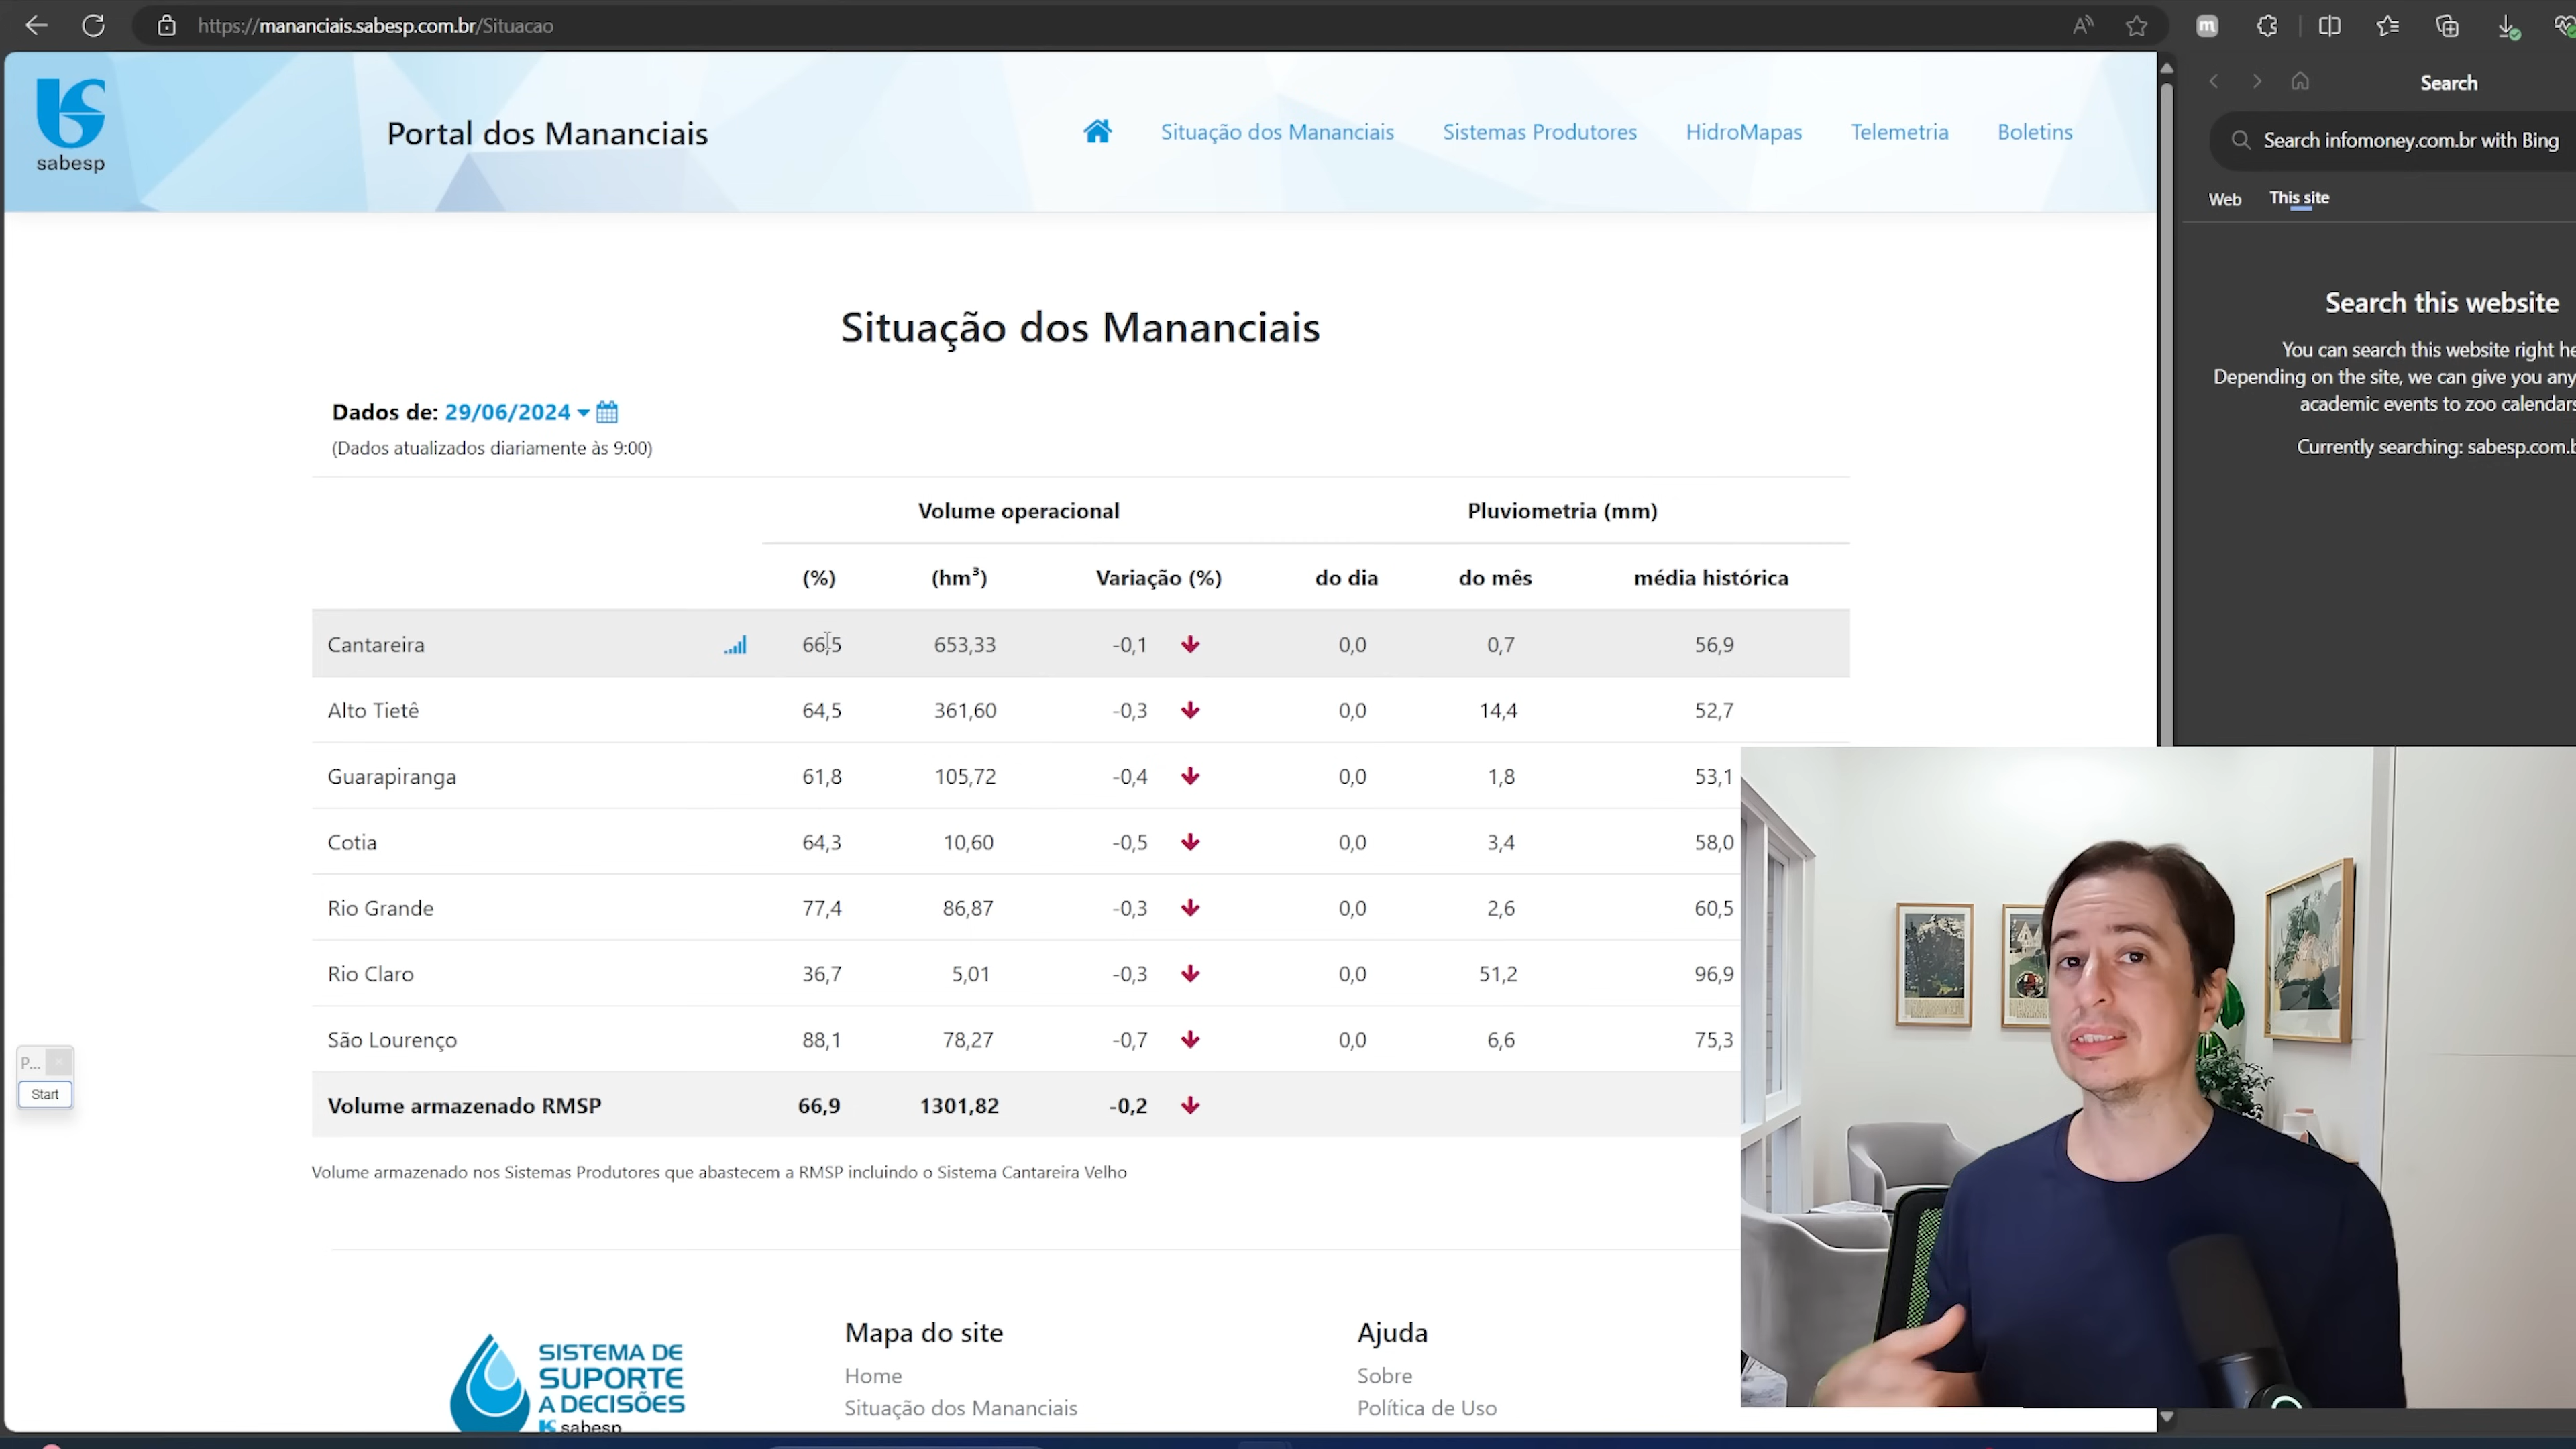 https://mananciais.sabesp.com.br/Situacao
sabesp
Portal dos Mananciais
Situação dos Mananciais
Sistemas Produtores
HidroMapas
Telemetria
Boletins
Situação dos Mananciais
Dados de: 29/06/2024
(Dados atualizados diariamente às 9:00)
Volume operacional Pluviometria (mm)
(%) (hm³) Variação (%) do dia do mês média histórica
Cantareira 66,5 653,33 -0,1 0,0 0,7 56,9
Alto Tietê 64,5 361,60 -0,3 0,0 14,4 52,7
Guarapiranga 61,8 105,72 -0,4 0,0 1,8 53,1
Cotia 64,3 10,60 -0,5 0,0 3,4 58,0
Rio Grande 77,4 86,87 -0,3 0,0 2,6 60,5
Rio Claro 36,7 5,01 -0,3 0,0 51,2 96,9
São Lourenço 88,1 78,27 -0,7 0,0 6,6 75,3
Volume armazenado RMSP 66,9 1301,82 -0,2
Volume armazenado nos Sistemas Produtores que abastecem a RMSP incluindo o Sistema Cantareira Velho
P...
Start
SISTEMA DE
SUPORTE
A DECISÕES
sabesp
Mapa do site
Home
Situação dos Mananciais
Ajuda
Sobre
Política de Uso
Search
Search infomoney.com.br with Bing
Web
This site
Search this website
You can search this website right he
Depending on the site, we can give you any
academic events to zoo calendars
Currently searching: sabesp.com.b